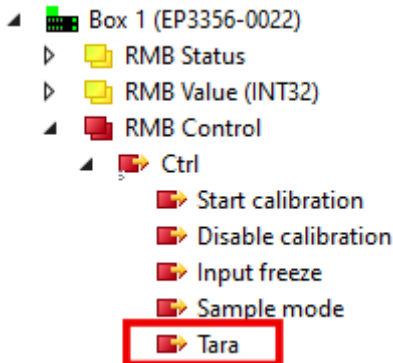 Box 1 (EP3356-0022)
RMB Status
RMB Value (INT32)
RMB Control
Ctrl
Start calibration
Disable calibration
Input freeze
Sample mode
Tara